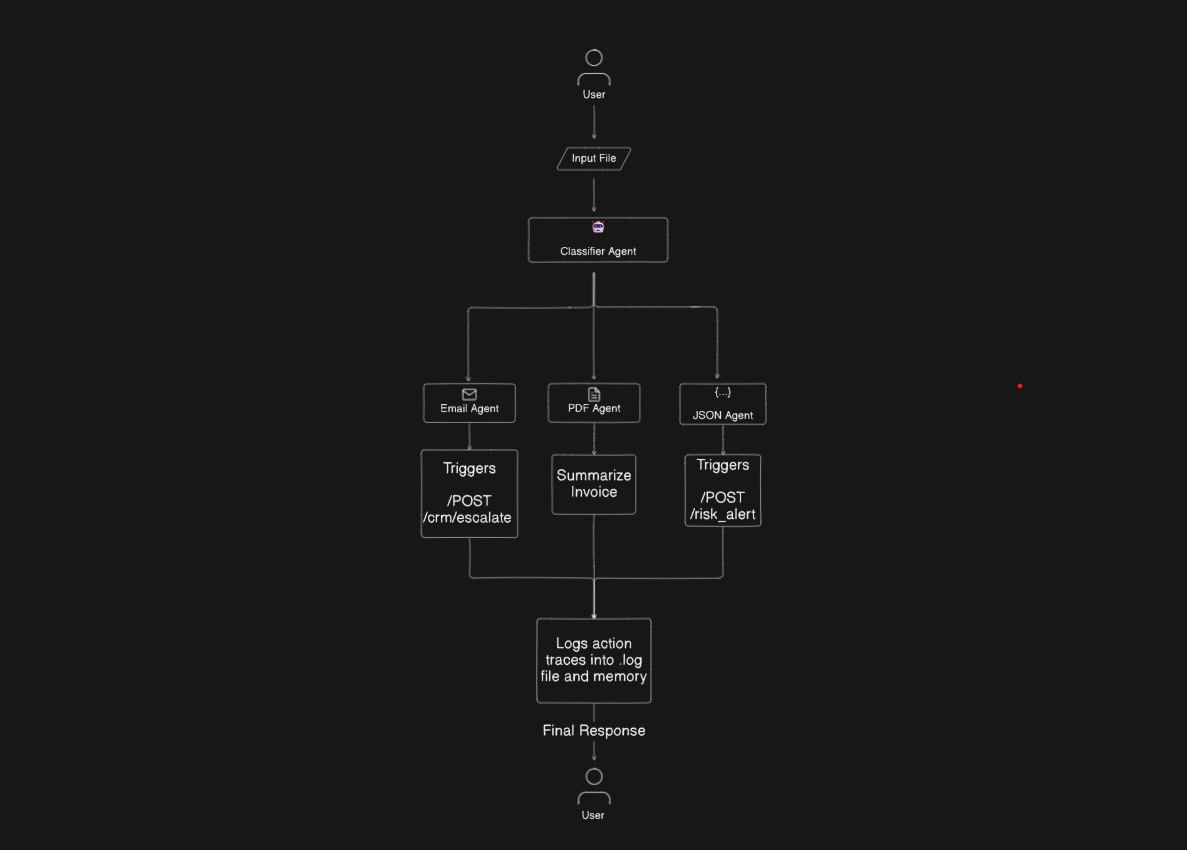 User
Input File
Classifier Agent
Email Agent
PDF Agent
{...}
JSON Agent
Triggers
/POST
/crm/escalate
Summarize
Invoice
Triggers
/POST
/risk_alert
Logs action
traces into .log
file and memory
Final Response
User